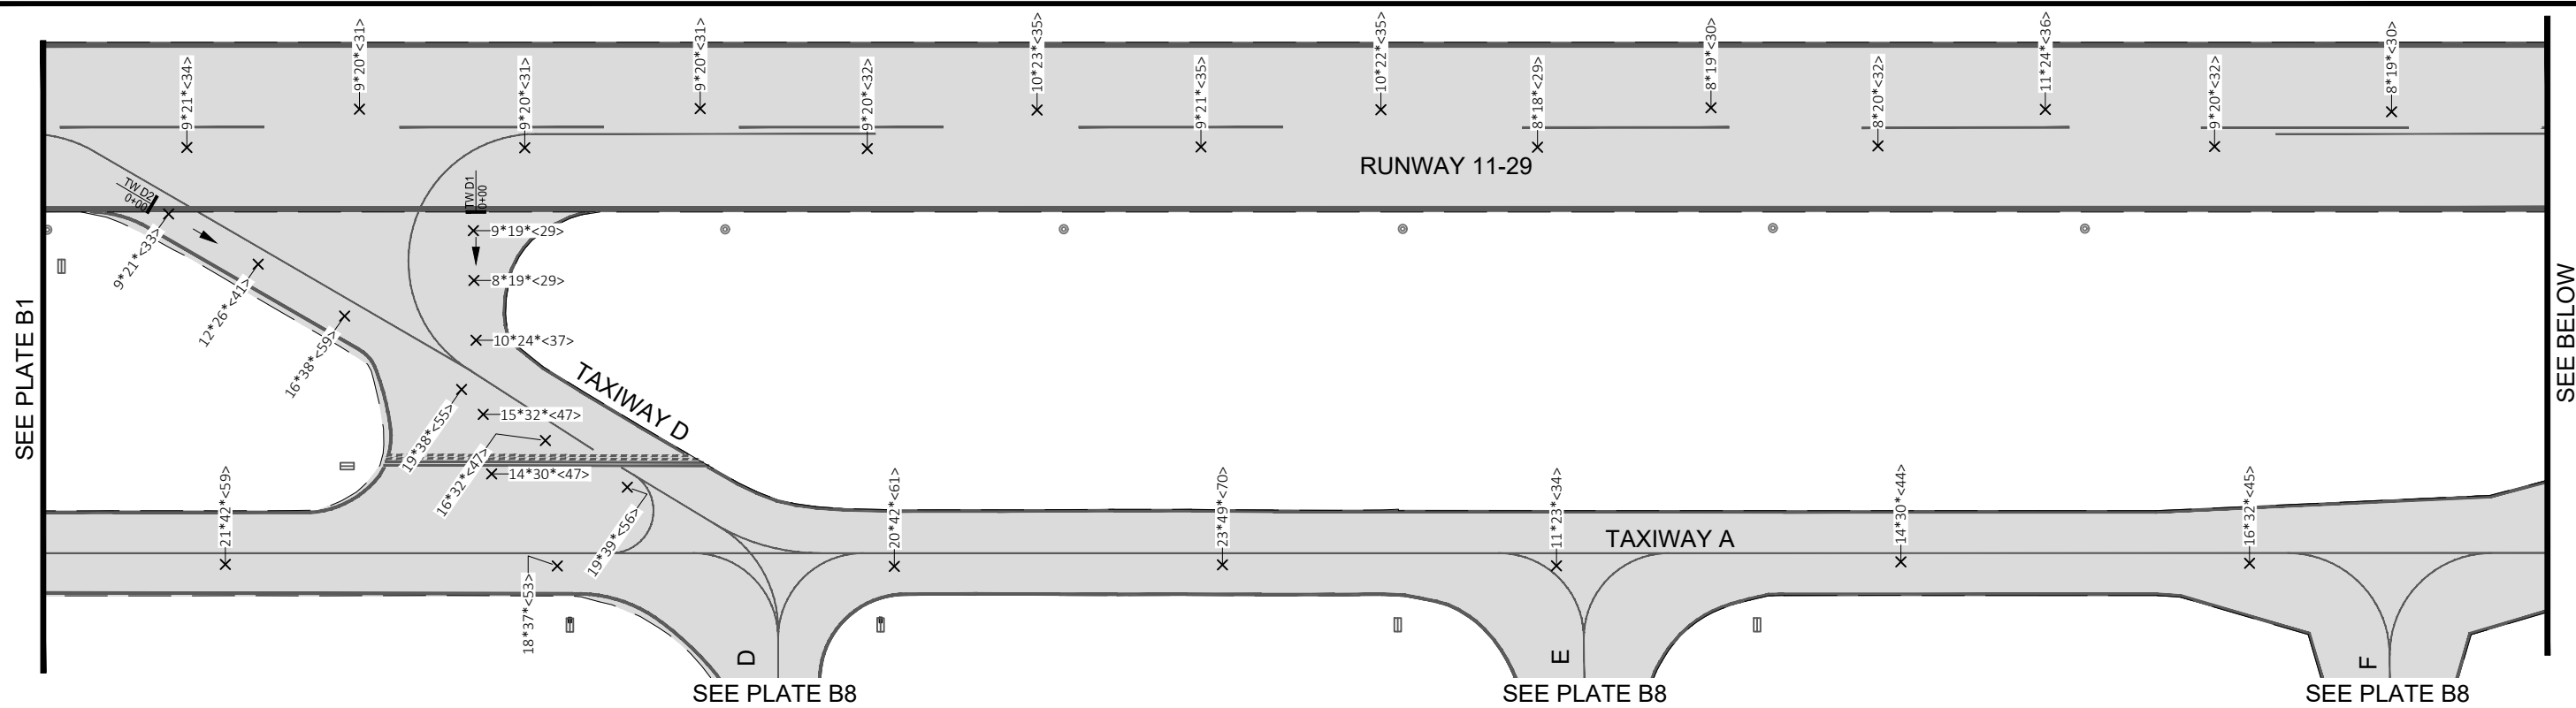 9*21*<34>
9*20*<31>
9*20*<31>
9*20*<31>
9*20*<32>
10*23*<35>
9*21*<35>
10*22*<35>
8*18*<29>
8*19*<30>
8*20*<32>
11*24*<36>
9*20*<32>
8*19*<30>
RUNWAY 11-29
TW D2
0+00
TW D1
0+00
9*21*<33>
12*26*<41>
16*38*<59>
9*19*<29>
8*19*<29>
10*24*<37>
TAXIWAY D
19*38*<55>
15*32*<47>
16*32*<47>
14*30*<47>
19*39*<56>
18*37*<53>
21*42*<59>
20*42*<61>
23*49*<70>
11*23*<34>
TAXIWAY A
14*30*<44>
16*32*<45>
D
E
F
SEE PLATE B1
SEE BELOW
SEE PLATE B8
SEE PLATE B8
SEE PLATE B8